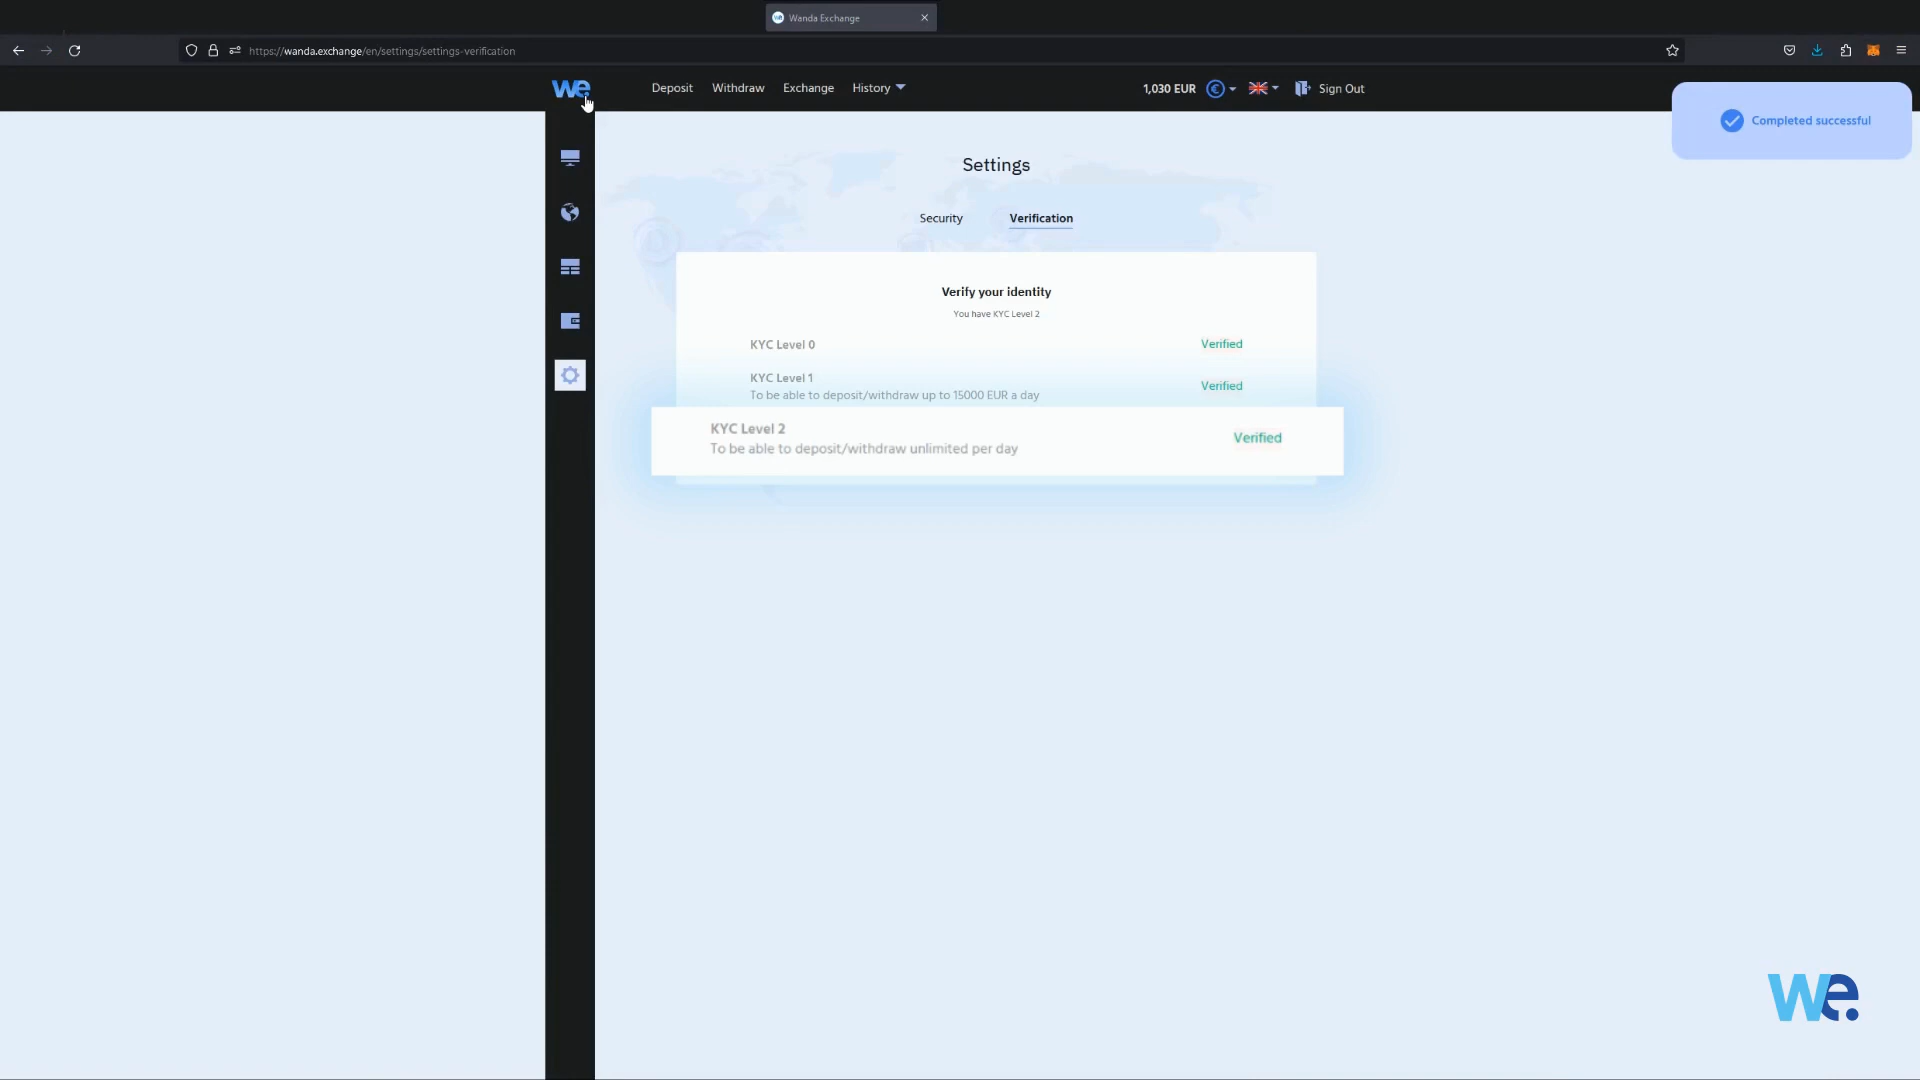 Wanda Exchange
https://wanda.exchange/en/settings/settings-verification
we. Deposit Withdraw Exchange History 1,030 EUR Sign Out
Completed successful
Settings
Security Verification
Verify your identity
You have KYC Level 2
KYC Level 0 Verified
KYC Level 1
To be able to deposit/withdraw up to 15000 EUR a day Verified
KYC Level 2
To be able to deposit/withdraw unlimited per day Verified
we.